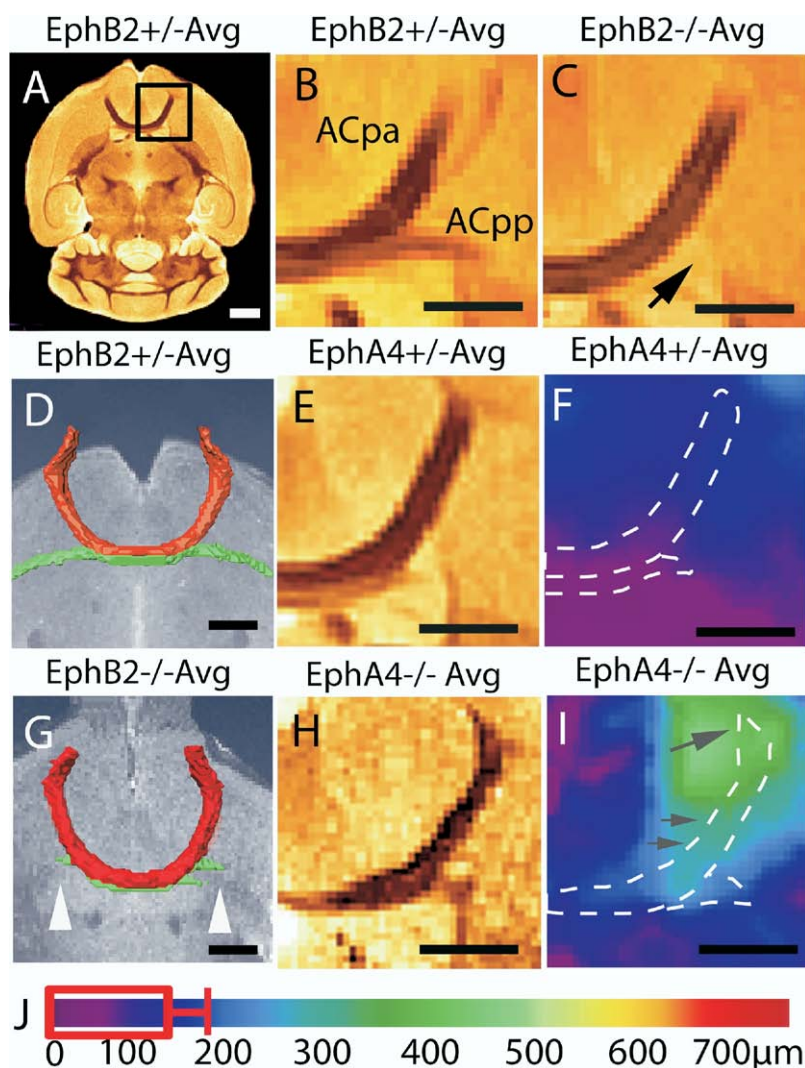 EphB2+/-Avg EphB2+/-Avg EphB2-/-Avg
A B C
ACpa
ACpp
EphB2+/-Avg EphA4+/-Avg EphA4+/-Avg
D E F
EphB2-/-Avg EphA4-/- Avg EphA4-/- Avg
G H I
J
0 100 200 300 400 500 600 700μm